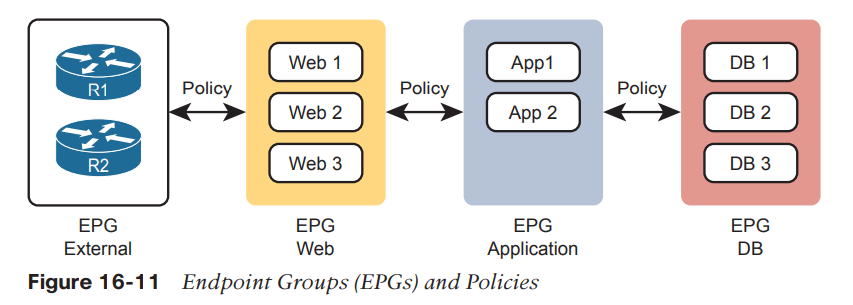 R1
R2
Policy
Web 1
Web 2
Web 3
Policy
App1
App 2
Policy
DB 1
DB 2
DB 3
EPG
External
EPG
Web
EPG
Application
EPG
DB
Figure 16-11 Endpoint Groups (EPGs) and Policies